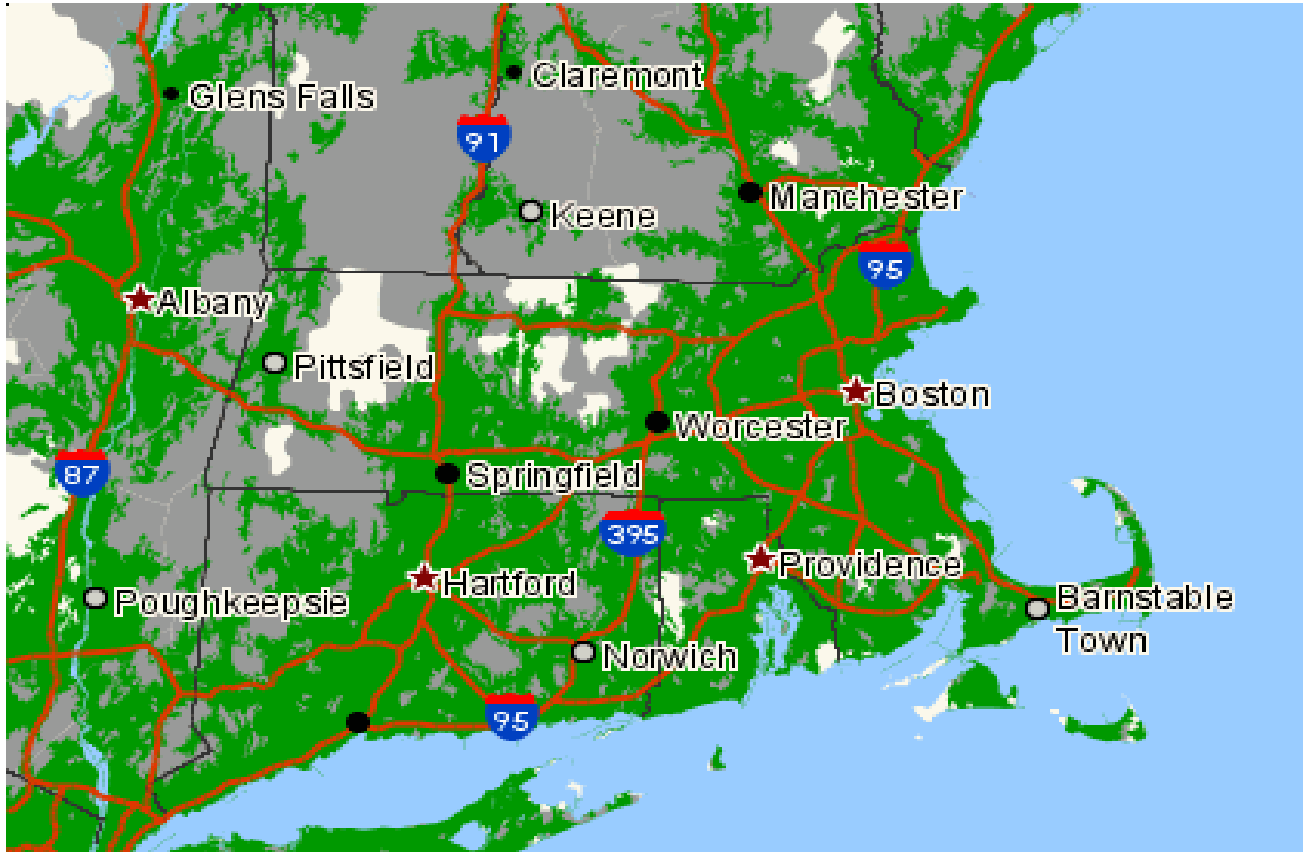 Claremont
Glens Falls
91
Keene
Manchester
95
Albany
Pittsfield
Boston
Worcester
87
Springfield
395
Providence
Hartford
Poughkeepsie
Barnstable
Town
Norwich
95